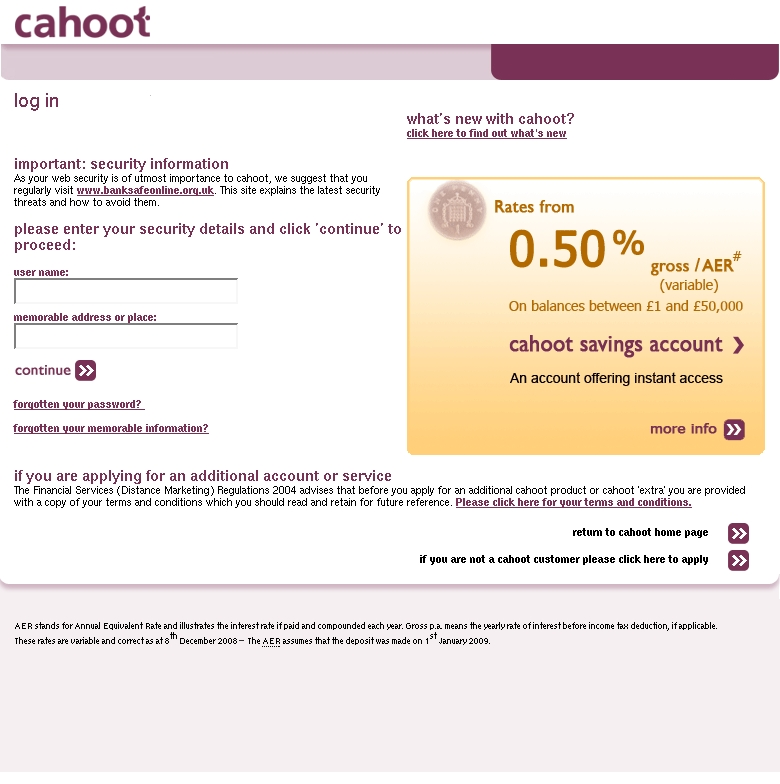 cahoot
log in
what's new with cahoot?
click here to find out what's new
important: security information
As your web security is of utmost importance to cahoot, we suggest that you
regularly visit www.banksafeonline.org.uk. This site explains the latest security
threats and how to avoid them.
please enter your security details and click 'continue' to
proceed:
user name:
memorable address or place:
continue
forgotten your password?
forgotten your memorable information?
Rates from
0.50%
gross /AER#
(variable)
On balances between £1 and £50,000
cahoot savings account ❯
An account offering instant access
more info
if you are applying for an additional account or service
The Financial Services (Distance Marketing) Regulations 2004 advises that before you apply for an additional cahoot product or cahoot 'extra' you are provided
with a copy of your terms and conditions which you should read and retain for future reference. Please click here for your terms and conditions.
return to cahoot home page
if you are not a cahoot customer please click here to apply
AER stands for Annual Equivalent Rate and illustrates the interest rate if paid and compounded each year. Gross p.a. means the yearly rate of interest before income tax deduction, if applicable.
These rates are variable and correct as at 8th December 2008 – The AER assumes that the deposit was made on 1st January 2009.